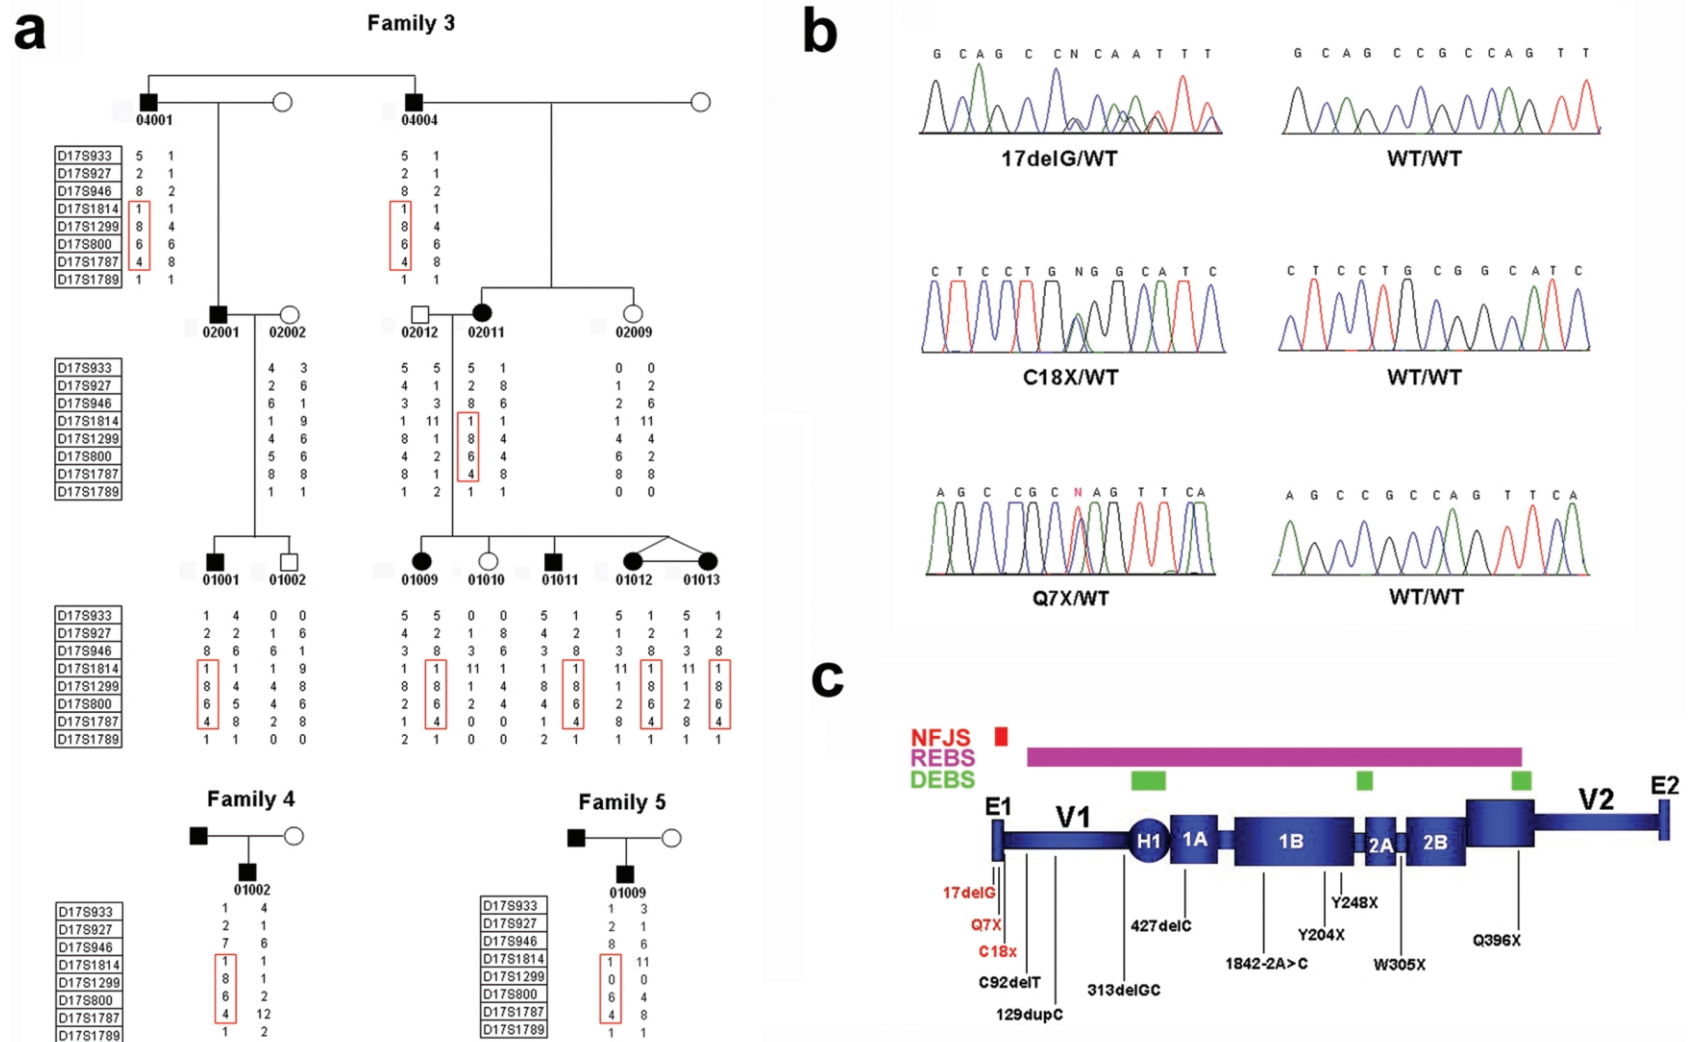 a
Family 3
04001 04004
D17S933 5 1 5 1
D17S927 2 1 2 1
D17S946 8 2 8 2
D17S1814 1 1 1 1
D17S1299 8 4 8 4
D17S800 6 6 6 6
D17S1787 4 8 4 8
D17S1789 1 1 1 1
02001 02002 02012 02011 02009
D17S933 4 3 5 5 5 1 0 0
D17S927 2 6 4 1 2 8 1 2
D17S946 6 1 3 3 8 6 2 6
D17S1814 1 9 1 11 1 1 1 11
D17S1299 4 6 8 1 8 4 4 4
D17S800 5 6 4 2 6 4 6 2
D17S1787 8 8 8 1 4 8 8 8
D17S1789 1 1 1 2 1 1 0 0
01001 01002 01009 01010 01011 01012 01013
D17S933 1 4 0 0 5 5 0 0 5 1 5 1 5 1
D17S927 2 2 1 6 4 2 1 8 4 2 1 2 1 2
D17S946 8 6 6 1 3 8 3 6 3 8 3 8 3 8
D17S1814 1 1 1 9 1 1 11 1 1 1 11 1 11 1
D17S1299 8 4 4 8 8 8 1 4 8 8 1 8 1 8
D17S800 6 5 4 6 2 6 2 4 4 6 2 6 2 6
D17S1787 4 8 2 8 1 4 0 0 1 4 8 4 8 4
D17S1789 1 1 0 0 2 1 0 0 2 1 1 1 1 1
Family 4
01002
D17S933 1 4
D17S927 2 1
D17S946 7 6
D17S1814 1 1
D17S1299 8 1
D17S800 6 2
D17S1787 4 12
D17S1789 1 2
Family 5
01009
D17S933 1 3
D17S927 2 1
D17S946 8 6
D17S1814 1 11
D17S1299 0 0
D17S800 6 4
D17S1787 4 8
D17S1789 1 1
b
G C A G C C N C A A T T T
17delG/WT
G C A G C C G C C A G T T
WT/WT
C T C C T G N G G C A T C
C18X/WT
C T C C T G C G G C A T C
WT/WT
A G C C G C N A G T T C A
Q7X/WT
A G C C G C C A G T T C A
WT/WT
c
NFJS
REBS
DEBS
E1 V1 H1 1A 1B 2A 2B V2 E2
17delG
Q7X
C18x
C92delT
129dupC
313delGC
427delC
1842-2A>C
Y204X
Y248X
W305X
Q396X